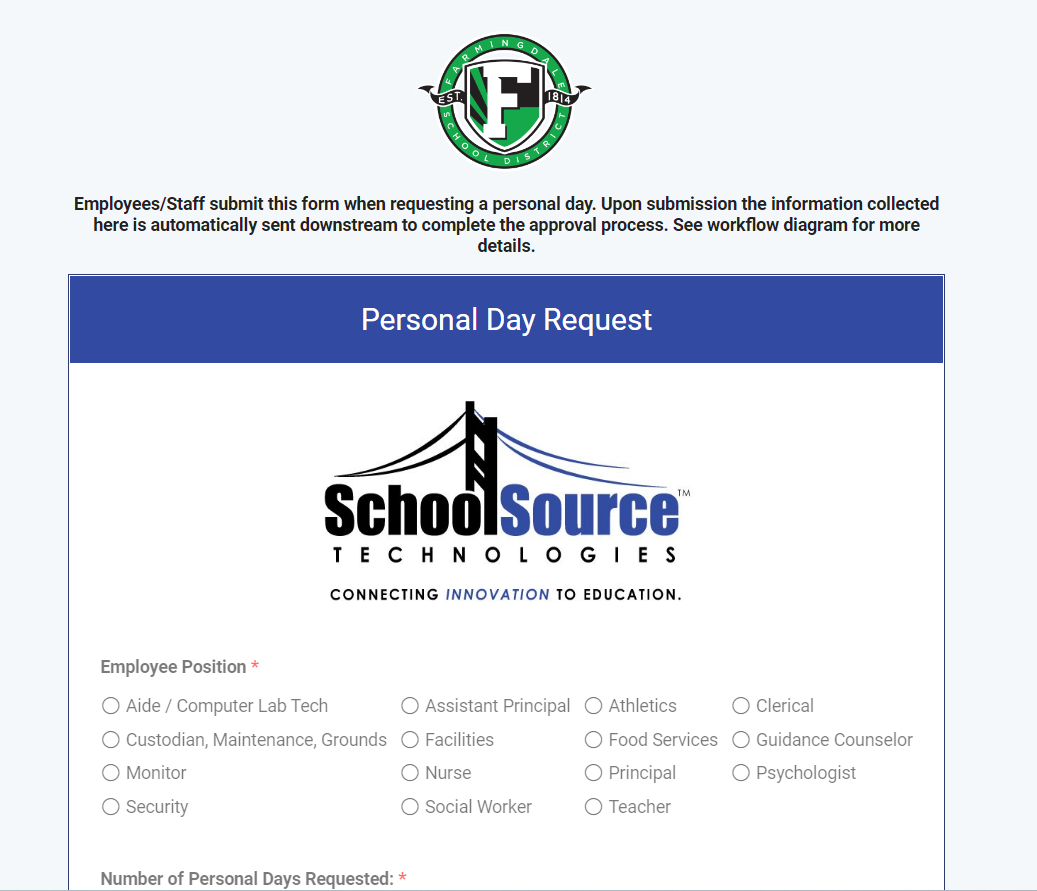 FARMINGDALE
EST. 1814
F
SCHOOL DISTRICT
Employees/Staff submit this form when requesting a personal day. Upon submission the information collected
here is automatically sent downstream to complete the approval process. See workflow diagram for more
details.
Personal Day Request
SchoolSource™
TECHNOLOGIES
CONNECTING INNOVATION TO EDUCATION.
Employee Position *
Aide / Computer Lab Tech Assistant Principal Athletics Clerical
Custodian, Maintenance, Grounds Facilities Food Services Guidance Counselor
Monitor Nurse Principal Psychologist
Security Social Worker Teacher
Number of Personal Days Requested: *